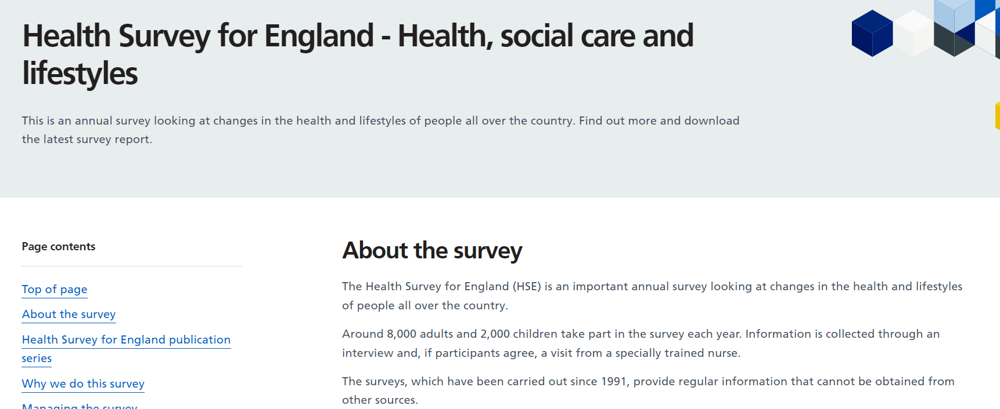 Health Survey for England - Health, social care and
lifestyles
This is an annual survey looking at changes in the health and lifestyles of people all over the country. Find out more and download
the latest survey report.
Page contents
Top of page
About the survey
Health Survey for England publication
series
Why we do this survey
Managing the survey
About the survey
The Health Survey for England (HSE) is an important annual survey looking at changes in the health and lifestyles
of people all over the country.
Around 8,000 adults and 2,000 children take part in the survey each year. Information is collected through an
interview and, if participants agree, a visit from a specially trained nurse.
The surveys, which have been carried out since 1991, provide regular information that cannot be obtained from
other sources.